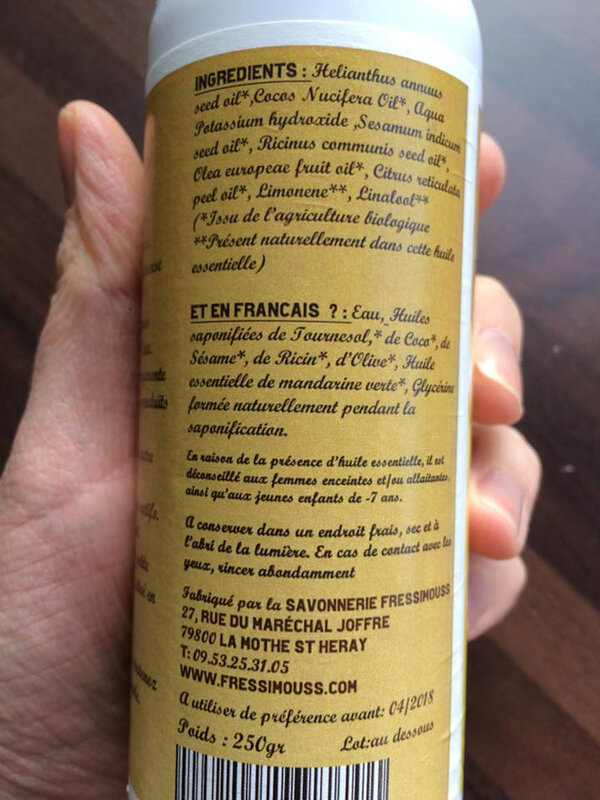 INGREDIENTS : Helianthus annuus
seed oil*,Cocos Nucifera Oil*, Aqua
Potassium hydroxide ,Sesamum indicum
seed oil*, Ricinus communis seed oil*,
Olea europeae fruit oil*, Citrus reticulata
peel oil*, Limonene**, Linalool**
(*Issu de l'agriculture biologique
**Présent naturellement dans cette huile
essentielle)
ET EN FRANCAIS ? : Eau, Huiles
saponifiées de Tournesol,* de Coco*, de
Sésame*, de Ricin*, d'Olive*, Huile
essentielle de mandarine verte*, Glycérine
formée naturellement pendant la
saponification.
En raison de la présence d'huile essentielle, il est
déconseillé aux femmes enceintes et/ou allaitantes,
ainsi qu'aux jeunes enfants de -7 ans.
A conserver dans un endroit frais, sec et à
l'abri de la lumière. En cas de contact avec les
yeux, rincer abondamment
Fabriqué par la SAVONNERIE FRESSIMOUSS
27, RUE DU MARÉCHAL JOFFRE
79800 LA MOTHE ST HERAY
T: 09.53.25.31.05
WWW.FRESSIMOUSS.COM
A utiliser de préférence avant: 04/2018
Poids : 250gr
Lot:au dessous